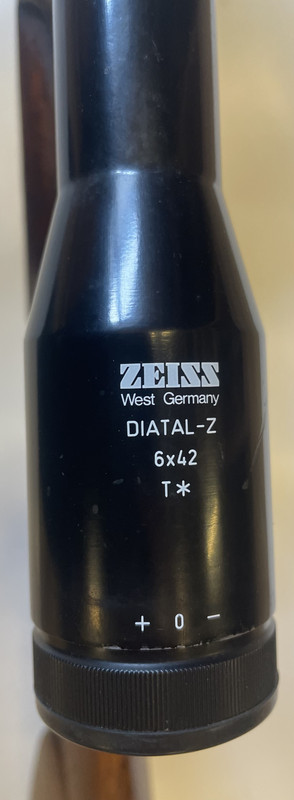 ZEISS
West Germany
DIATAL-Z
6x42
T*
+ 0 −